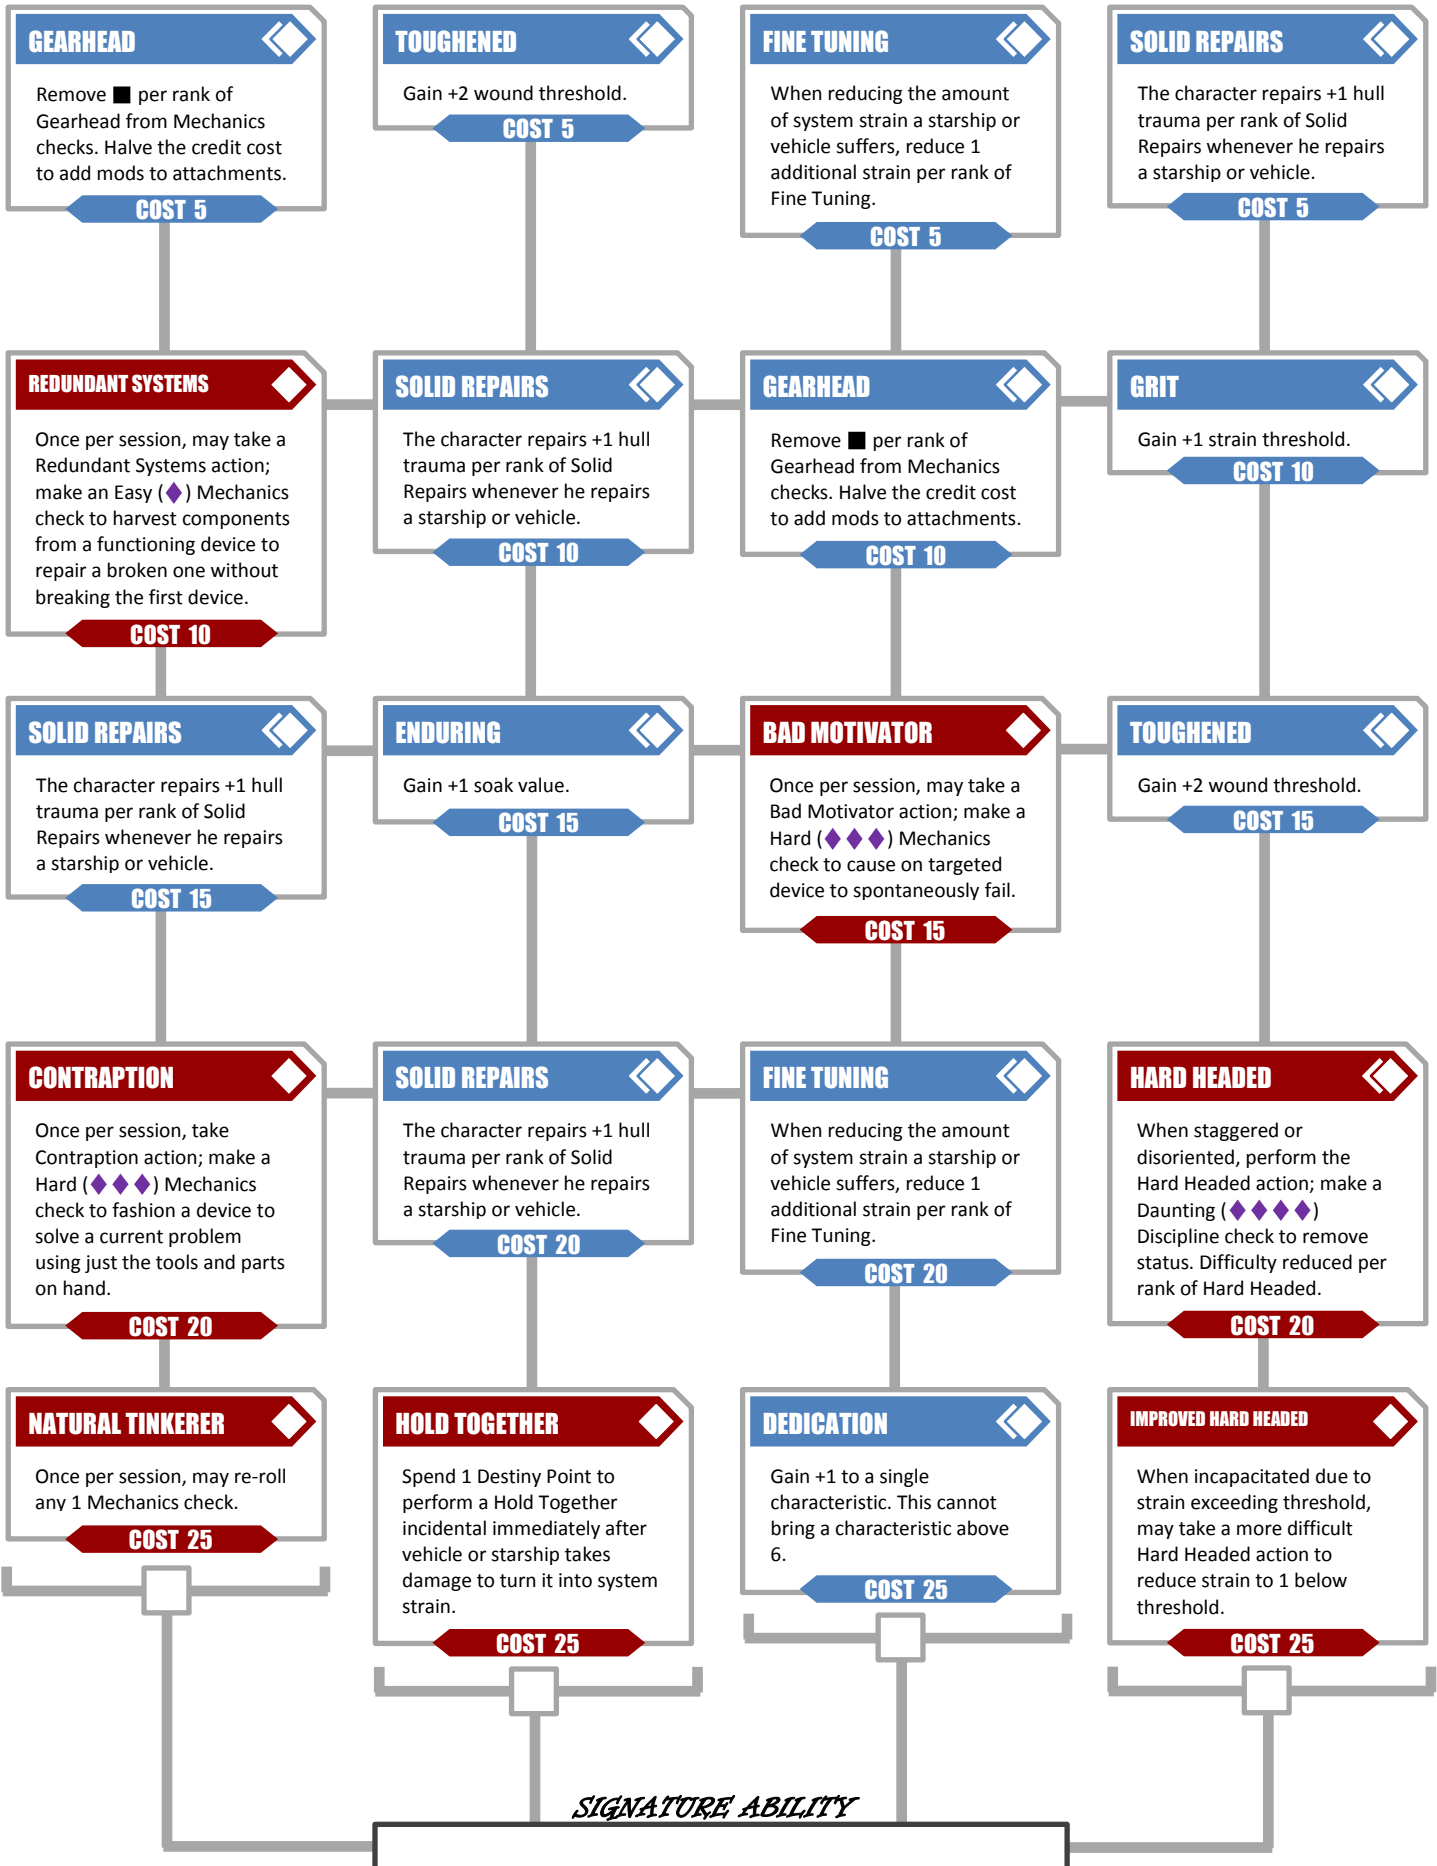 GEARHEAD
Remove ■ per rank of
Gearhead from Mechanics
checks. Halve the credit cost
to add mods to attachments.
COST 5
TOUGHENED
Gain +2 wound threshold.
COST 5
FINE TUNING
When reducing the amount
of system strain a starship or
vehicle suffers, reduce 1
additional strain per rank of
Fine Tuning.
COST 5
SOLID REPAIRS
The character repairs +1 hull
trauma per rank of Solid
Repairs whenever he repairs
a starship or vehicle.
COST 5
REDUNDANT SYSTEMS
Once per session, may take a
Redundant Systems action;
make an Easy (♦) Mechanics
check to harvest components
from a functioning device to
repair a broken one without
breaking the first device.
COST 10
SOLID REPAIRS
The character repairs +1 hull
trauma per rank of Solid
Repairs whenever he repairs
a starship or vehicle.
COST 10
GEARHEAD
Remove ■ per rank of
Gearhead from Mechanics
checks. Halve the credit cost
to add mods to attachments.
COST 10
GRIT
Gain +1 strain threshold.
COST 10
SOLID REPAIRS
The character repairs +1 hull
trauma per rank of Solid
Repairs whenever he repairs
a starship or vehicle.
COST 15
ENDURING
Gain +1 soak value.
COST 15
BAD MOTIVATOR
Once per session, may take a
Bad Motivator action; make a
Hard (♦ ♦ ♦) Mechanics
check to cause on targeted
device to spontaneously fail.
COST 15
TOUGHENED
Gain +2 wound threshold.
COST 15
CONTRAPTION
Once per session, take
Contraption action; make a
Hard (♦ ♦ ♦) Mechanics
check to fashion a device to
solve a current problem
using just the tools and parts
on hand.
COST 20
SOLID REPAIRS
The character repairs +1 hull
trauma per rank of Solid
Repairs whenever he repairs
a starship or vehicle.
COST 20
FINE TUNING
When reducing the amount
of system strain a starship or
vehicle suffers, reduce 1
additional strain per rank of
Fine Tuning.
COST 20
HARD HEADED
When staggered or
disoriented, perform the
Hard Headed action; make a
Daunting (♦ ♦ ♦ ♦)
Discipline check to remove
status. Difficulty reduced per
rank of Hard Headed.
COST 20
NATURAL TINKERER
Once per session, may re-roll
any 1 Mechanics check.
COST 25
HOLD TOGETHER
Spend 1 Destiny Point to
perform a Hold Together
incidental immediately after
vehicle or starship takes
damage to turn it into system
strain.
COST 25
DEDICATION
Gain +1 to a single
characteristic. This cannot
bring a characteristic above
6.
COST 25
IMPROVED HARD HEADED
When incapacitated due to
strain exceeding threshold,
may take a more difficult
Hard Headed action to
reduce strain to 1 below
threshold.
COST 25
SIGNATURE ABILITY